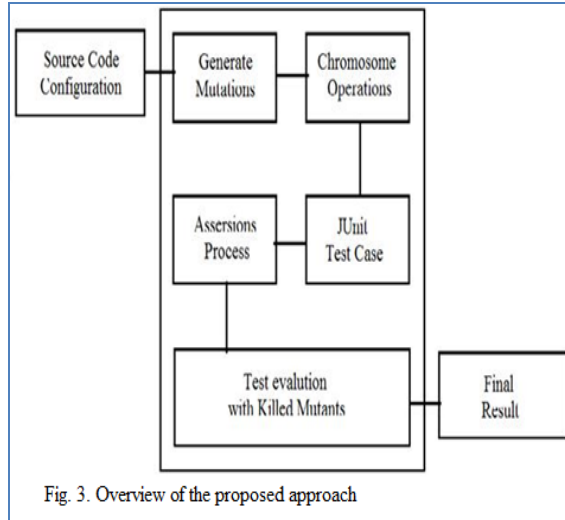 Source Code
Configuration
Generate
Mutations
Chromosome
Operations
Assersions
Process
JUnit
Test Case
Test evalution
with Killed Mutants
Final
Result
Fig. 3. Overview of the proposed approach